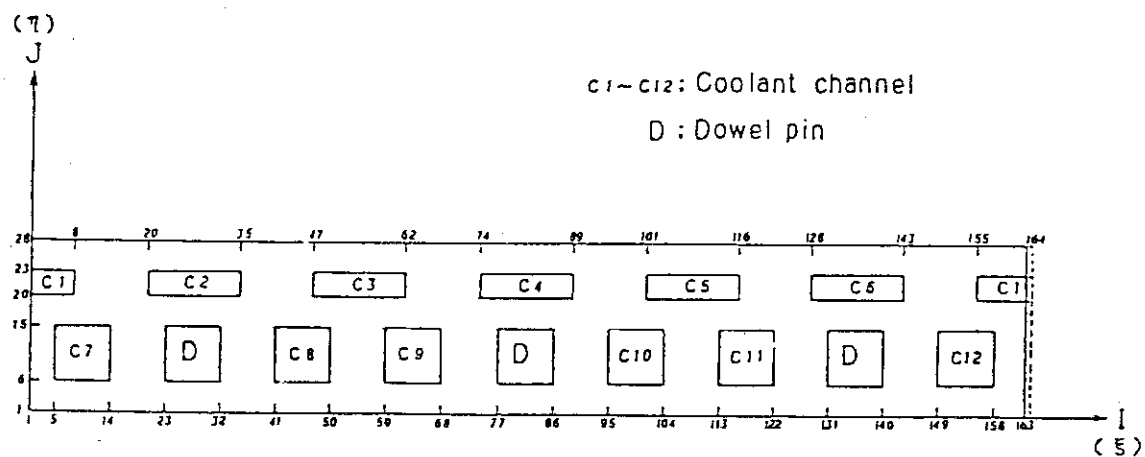 (η)
J
C1~C12: Coolant channel
D : Dowel pin
8 20 35 47 62 74 89 101 116 128 143 155 164
26
23
20
15
6
1
C1 C2 C3 C4 C5 C6 C1
C7 D C8 C9 D C10 C11 D C12
1 5 14 23 32 41 50 59 68 77 86 95 104 113 122 131 140 149 158 163
I
(ξ)